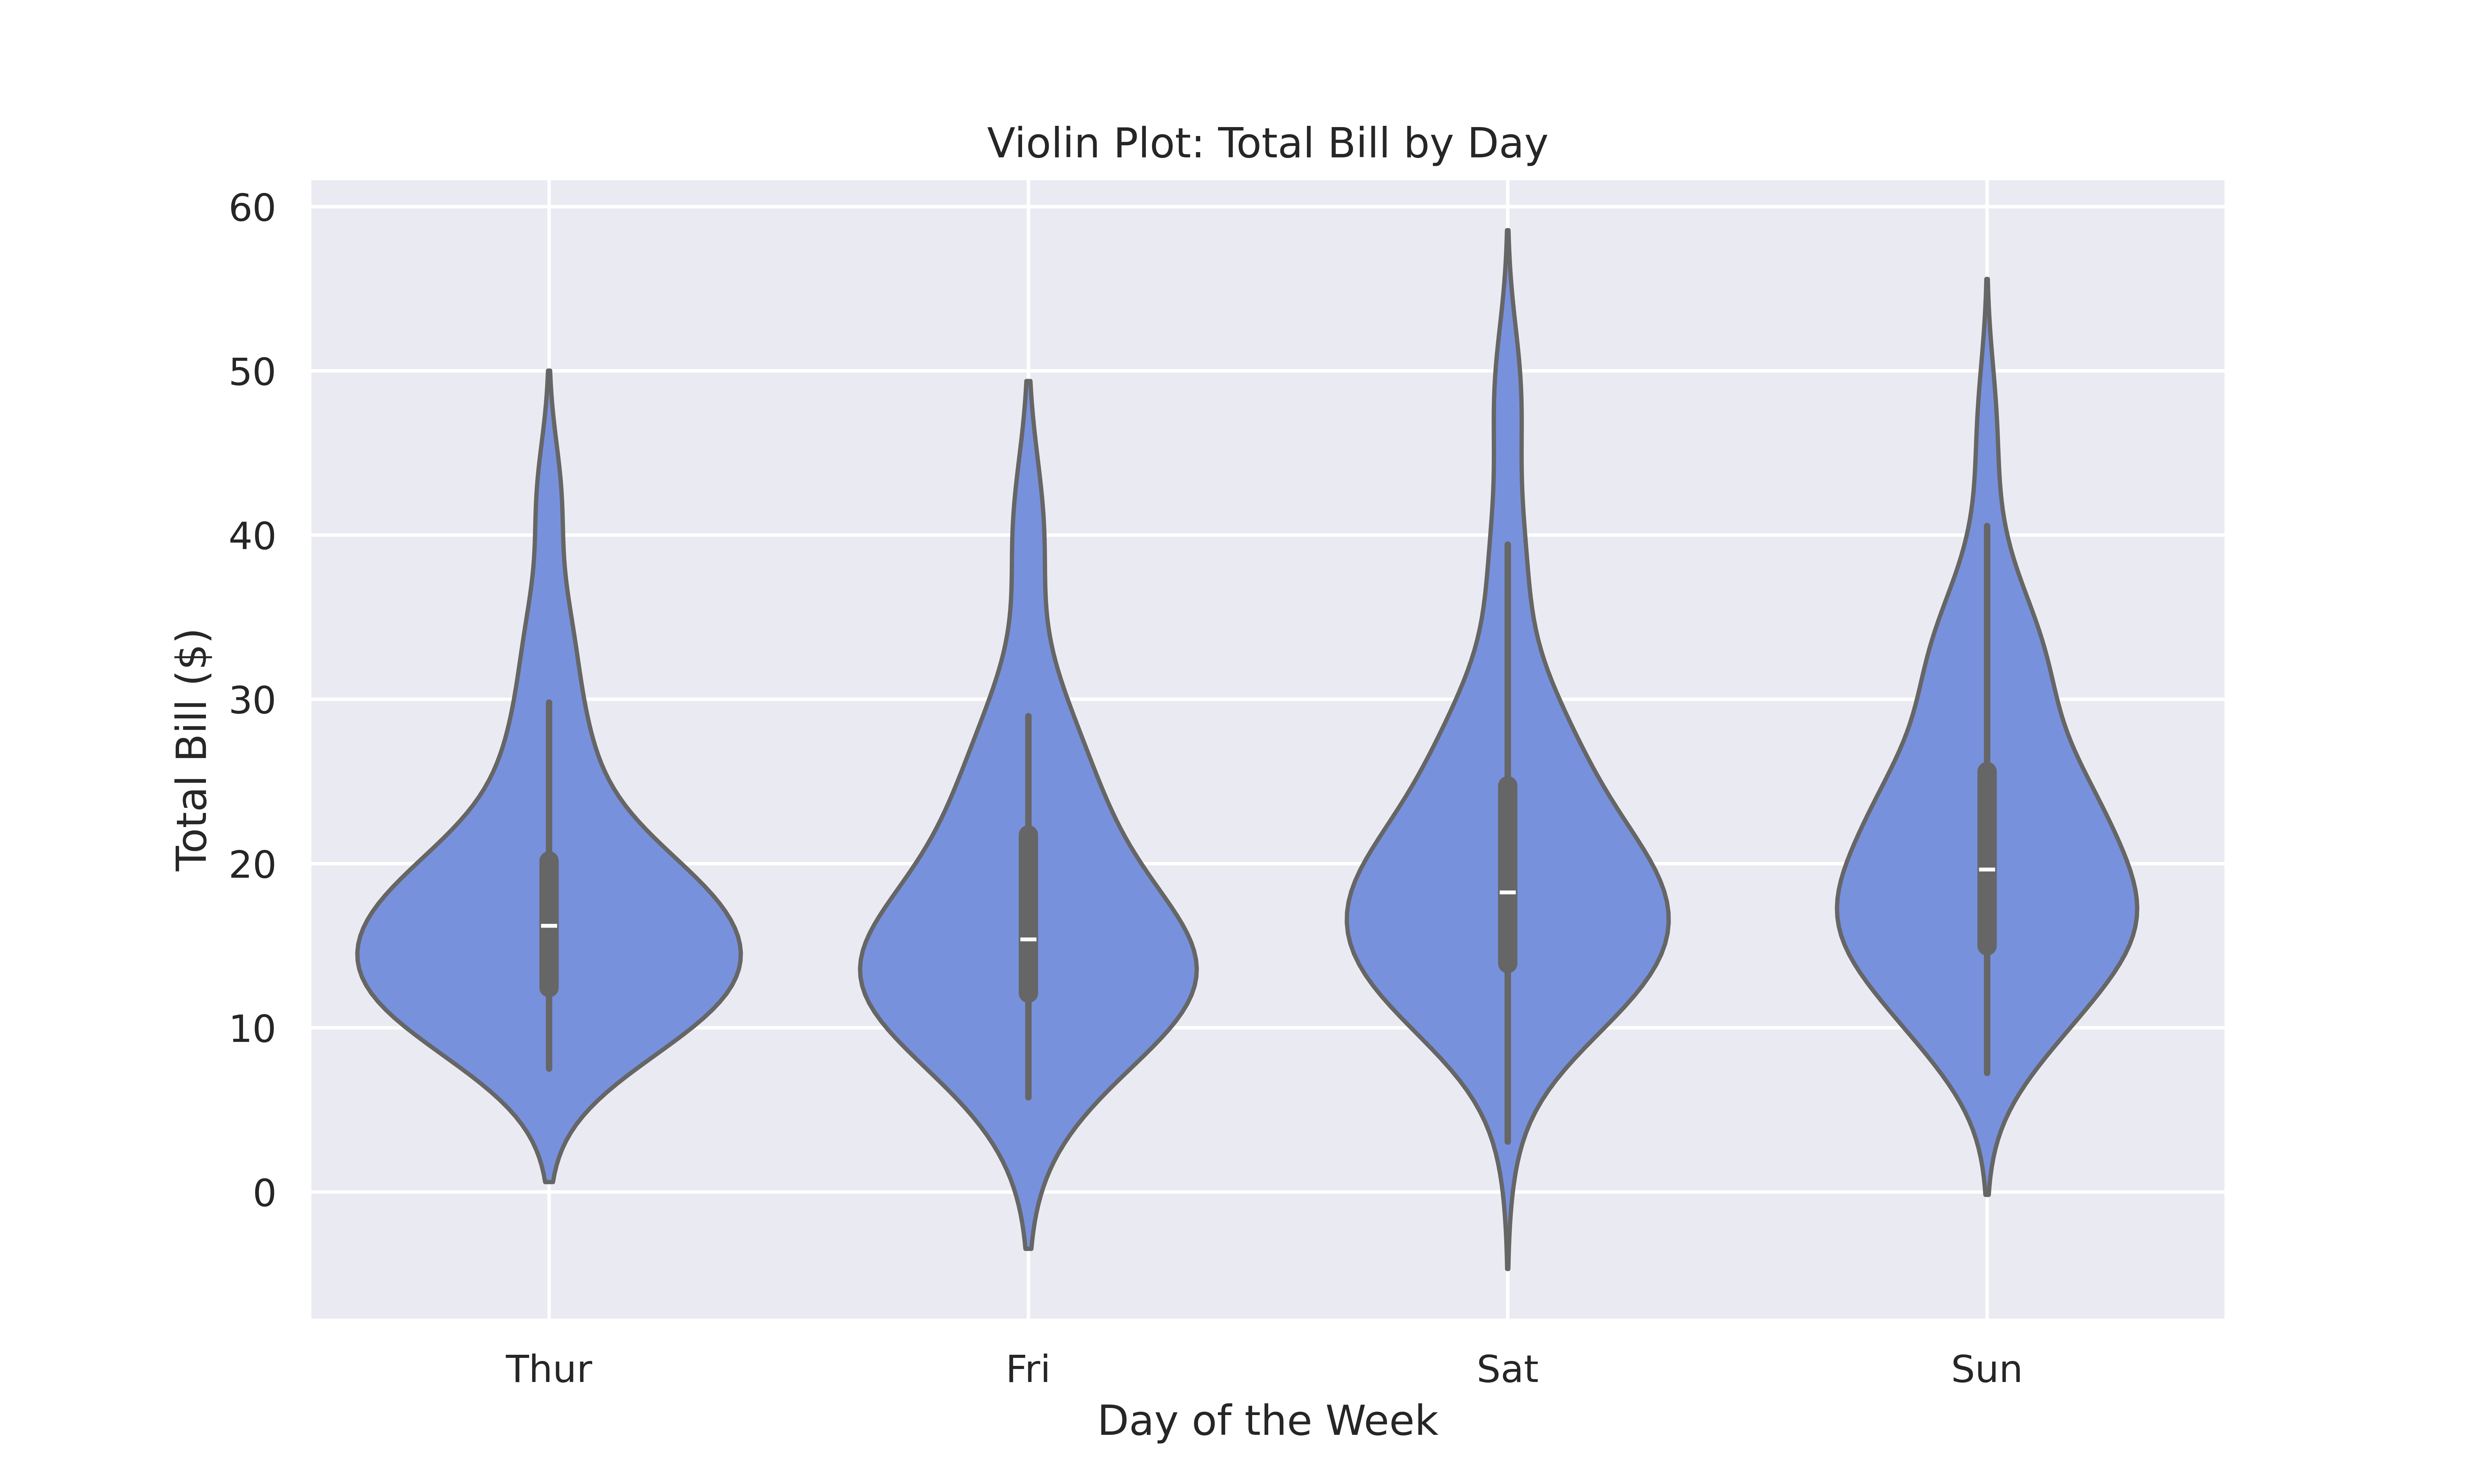 Violin Plot: Total Bill by Day
60
50
40
30
20
10
0
Total Bill ($)
Thur Fri Sat Sun
Day of the Week